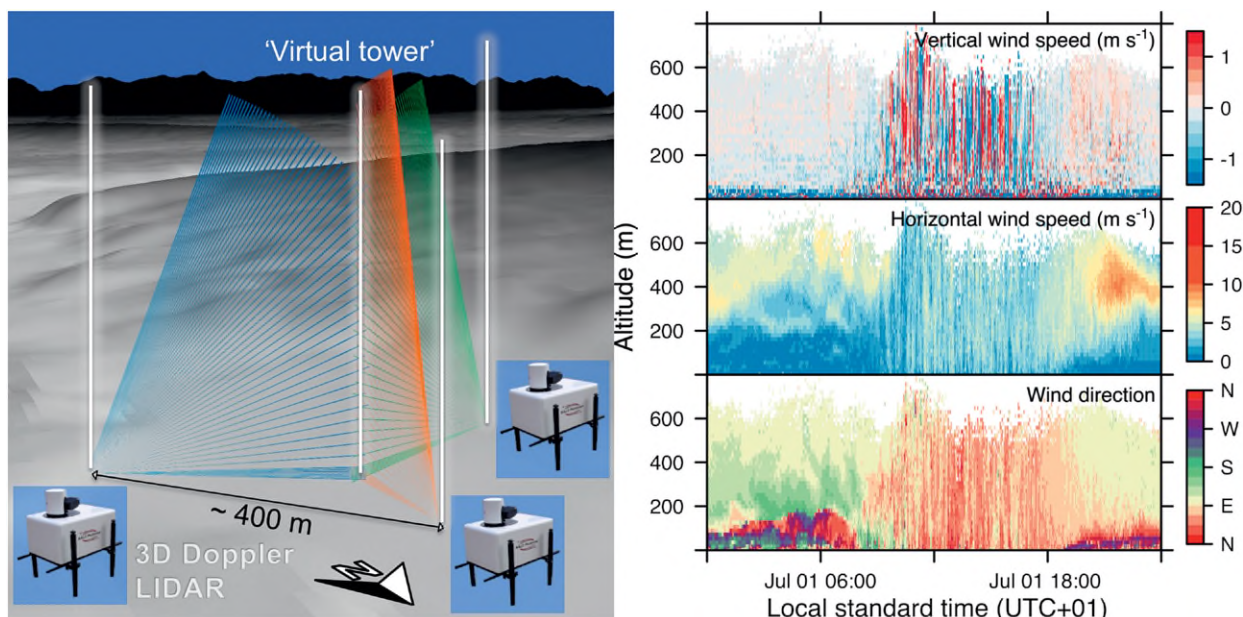 'Virtual tower'
~ 400 m
3D Doppler
LIDAR
N
Altitude (m)
Vertical wind speed (m s⁻¹)
600
400
200
1
0
-1
Horizontal wind speed (m s⁻¹)
600
400
200
20
15
10
5
0
Wind direction
600
400
200
N
W
S
E
N
Jul 01 06:00
Jul 01 18:00
Local standard time (UTC+01)